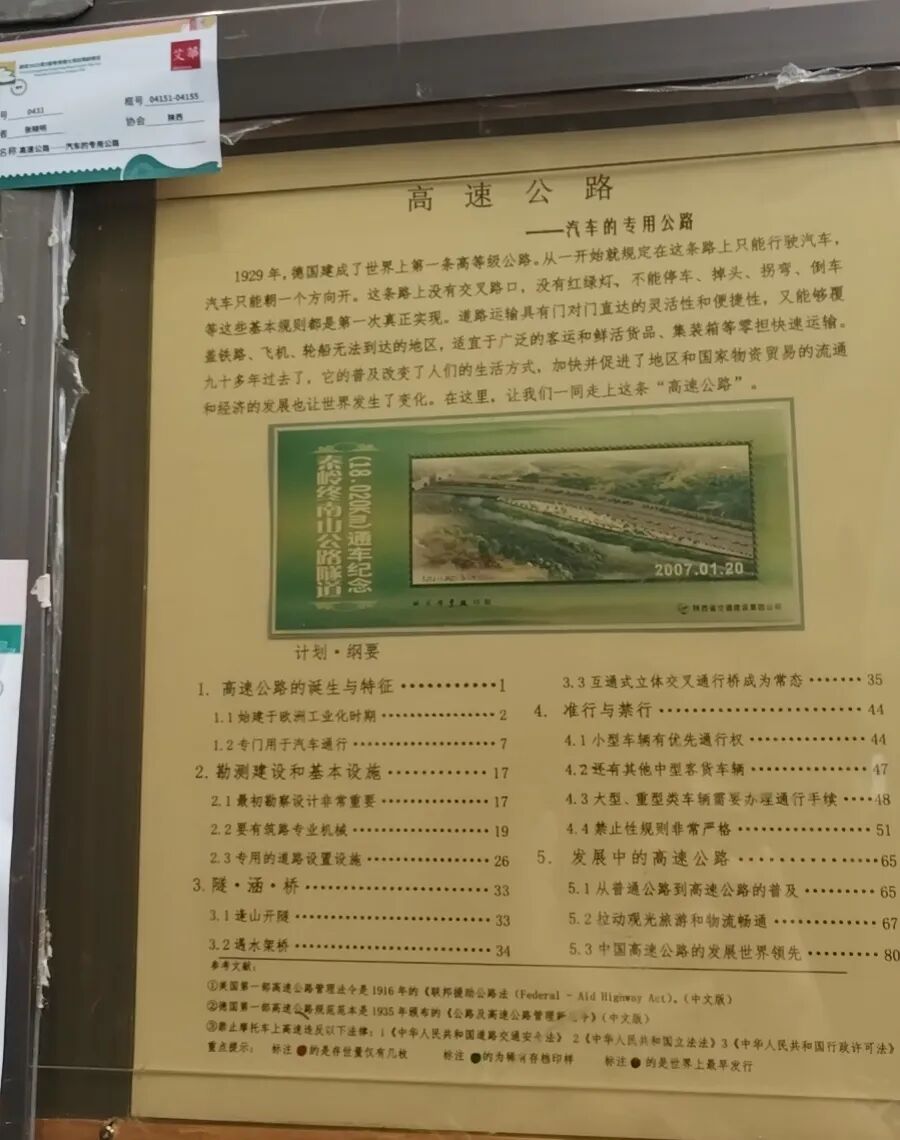 艾華
号 0431
框号 04151-04155
协会 陕西
名称 高速公路——汽车的专用公路
高速公路
——汽车的专用公路
1929年，德国建成了世界上第一条高等级公路。从一开始就规定在这条路上只能行驶汽车，
汽车只能朝一个方向开。这条路上没有交叉路口，没有红绿灯、不能停车、掉头、拐弯、倒车
等这些基本规则都是第一次真正实现。道路运输具有门对门直达的灵活性和便捷性，又能够覆
盖铁路、飞机、轮船无法到达的地区，适宜于广泛的客运和鲜活货品、集装箱等零担快速运输。
九十多年过去了，它的普及改变了人们的生活方式，加快并促进了地区和国家物资贸易的流通
和经济的发展也让世界发生了变化。在这里，让我们一同走上这条“高速公路”。
秦岭终南山公路隧道
(18.020Km)通车纪念
2007.01.20
陕西省交通建设集团公司
计划·纲要
1. 高速公路的诞生与特征 ··········1
1.1 始建于欧洲工业化时期 ················ 2
1.2 专门用于汽车通行 ···················· 7
2. 勘测建设和基本设施 ············ 17
2.1 最初勘察设计非常重要 ················ 17
2.2 要有筑路专业机械 ···················· 19
2.3 专用的道路设置设施 ·················· 26
3. 隧·涵·桥 ····················· 33
3.1 逢山开隧 ···························· 33
3.2 遇水架桥 ···························· 34
3.3 互通式立体交叉通行桥成为常态 ······· 35
4. 准行与禁行 ························ 44
4.1 小型车辆有优先通行权 ··············· 44
4.2 还有其他中型客货车辆 ··············· 47
4.3 大型、重型类车辆需要办理通行手续 ····48
4.4 禁止性规则非常严格 ················· 51
5. 发展中的高速公路 ·················65
5.1 从普通公路到高速公路的普及 ········· 65
5.2 拉动观光旅游和物流畅通 ············· 67
5.3 中国高速公路的发展世界领先 ········· 80
参考文献：
①美国第一部高速公路管理法令是1916年的《联邦援助公路法（Federal - Aid Highway Act）。（中文版）
②德国第一部高速公路规范范本是1935年颁布的《公路及高速公路管理新法令》（中文版）
③禁止摩托车上高速违反以下法律：1《中华人民共和国道路交通安全法》 2《中华人民共和国立法法》3《中华人民共和国行政许可法》
重点提示： 标注●的是存世量仅有几枚 标注●的为稀有存档印样 标注●的是世界上最早发行